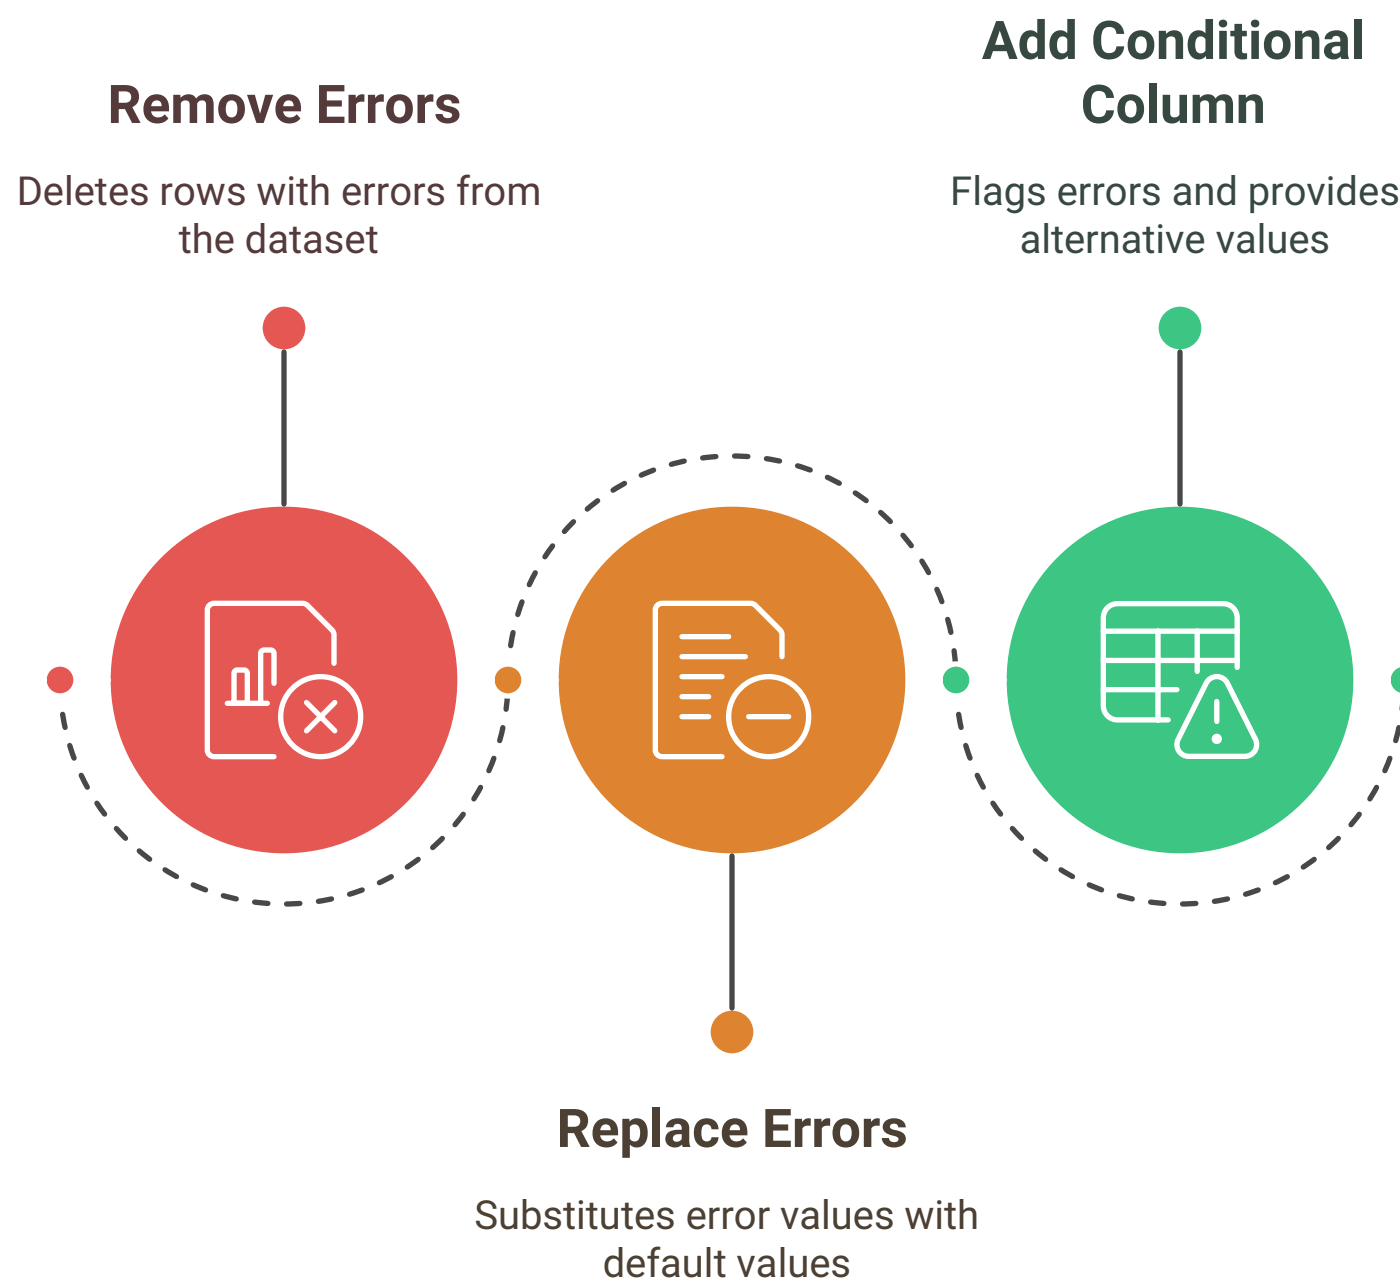 Remove Errors
Deletes rows with errors from
the dataset
Add Conditional
Column
Flags errors and provides
alternative values
Replace Errors
Substitutes error values with
default values